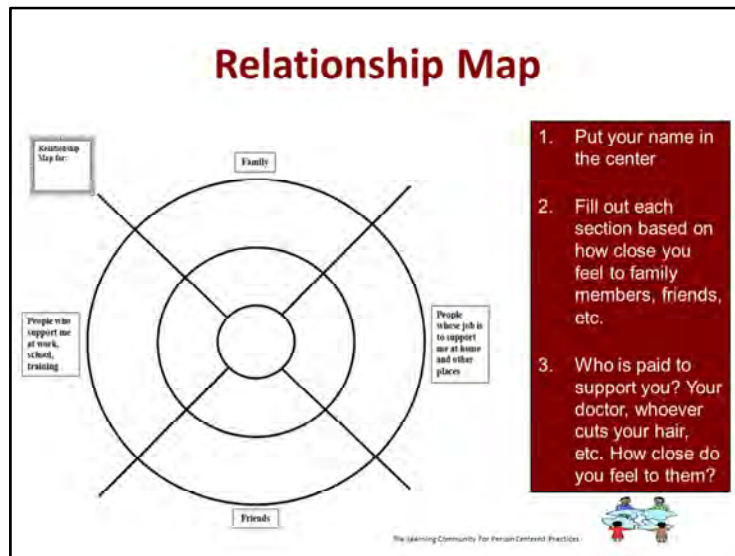 Relationship Map
Relationship
Map for:
Family
People who
support me
at work,
school,
training
People
whose job is
to support
me at home
and other
places
Friends
1. Put your name in
the center
2. Fill out each
section based on
how close you
feel to family
members, friends,
etc.
3. Who is paid to
support you? Your
doctor, whoever
cuts your hair,
etc. How close do
you feel to them?
The Learning Community For Person Centered Practices